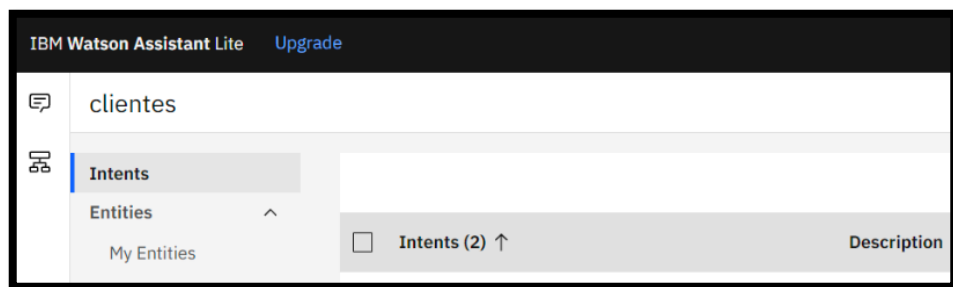 IBM Watson Assistant Lite Upgrade
clientes
Intents
Entities
My Entities
Intents (2) ↑ Description